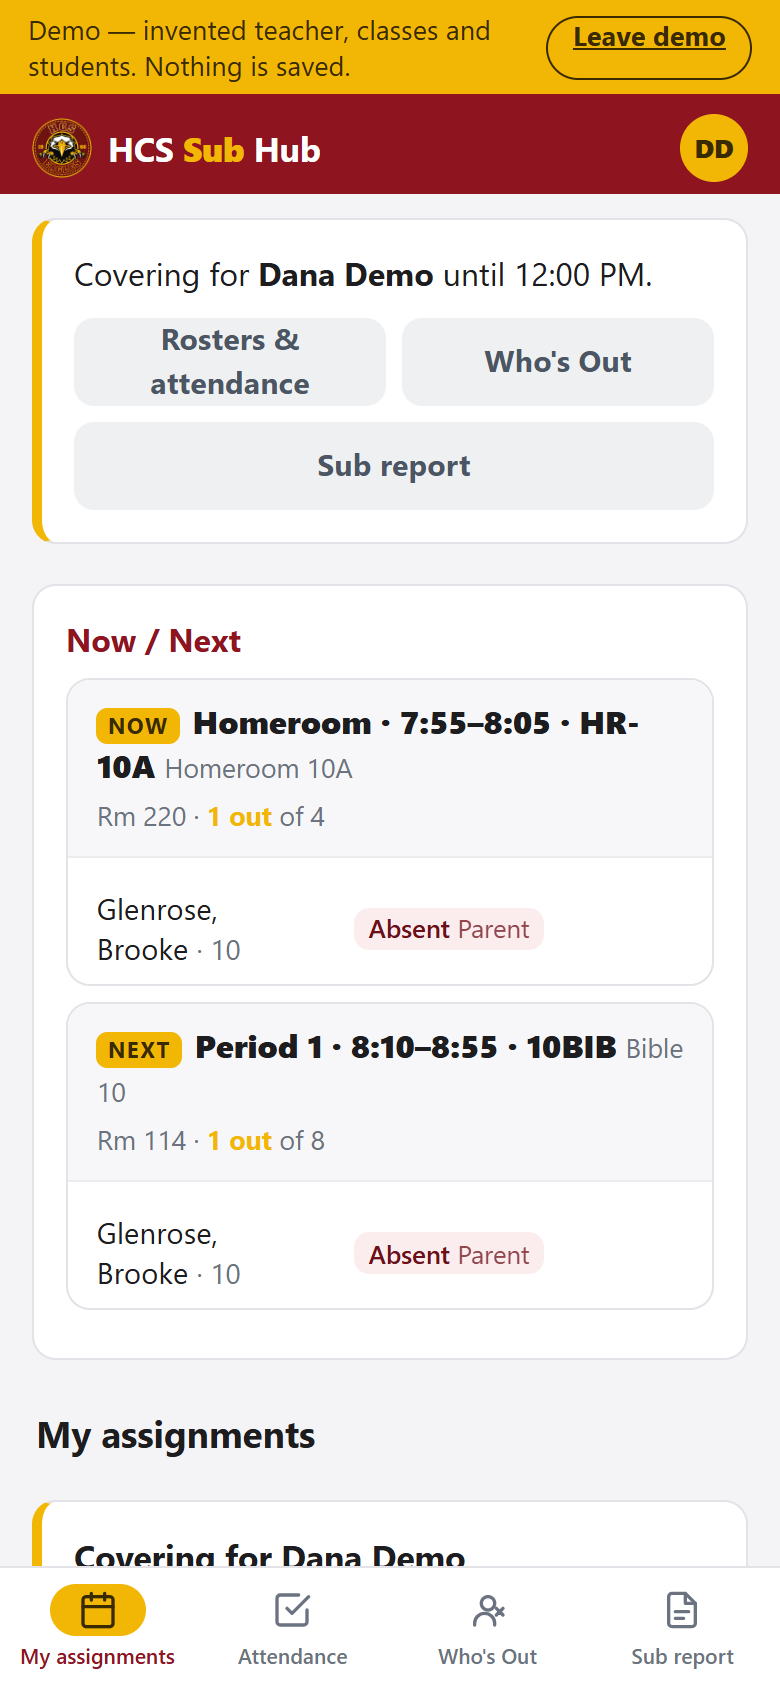 Demo — invented teacher, classes and
students. Nothing is saved.
Leave demo
HCS Sub Hub
DD
Covering for Dana Demo until 12:00 PM.
Rosters &
attendance
Who's Out
Sub report
Now / Next
NOW Homeroom · 7:55–8:05 · HR-
10A Homeroom 10A
Rm 220 · 1 out of 4
Glenrose,
Brooke · 10
Absent Parent
NEXT Period 1 · 8:10–8:55 · 10BIB Bible
10
Rm 114 · 1 out of 8
Glenrose,
Brooke · 10
Absent Parent
My assignments
Covering for Dana Demo
My assignments
Attendance
Who's Out
Sub report